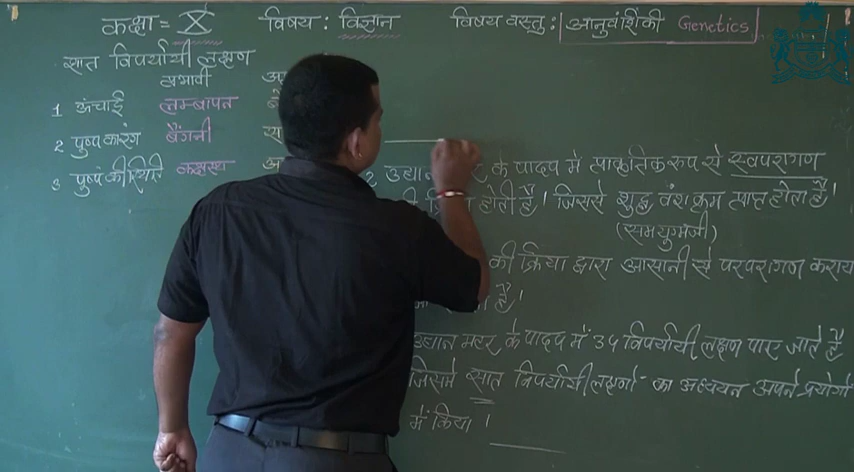 कक्षा = X विषय : विज्ञान विषय वस्तु : आनुवंशिकी Genetics
सात विपर्यायी लक्षण
प्रभावी
1 ऊंचाई लम्बापन
2 पुष्प का रंग बैंगनी
3 पुष्प की स्थिति कक्षस्थ
2 उद्यान के पादप में प्राकृतिक रूप से स्वपरागण
होती है। जिससे शुद्ध वंश क्रम प्राप्त होता है।
(समयुग्मजी)
की क्रिया द्वारा आसानी से परपरागण कराया
है।
उद्यान मटर के पादप में 34 विपर्यायी लक्षण पाए जाते है
जिसमे सात विपर्यायी लक्षणो का अध्ययन अपने प्रयोगो
में किया।